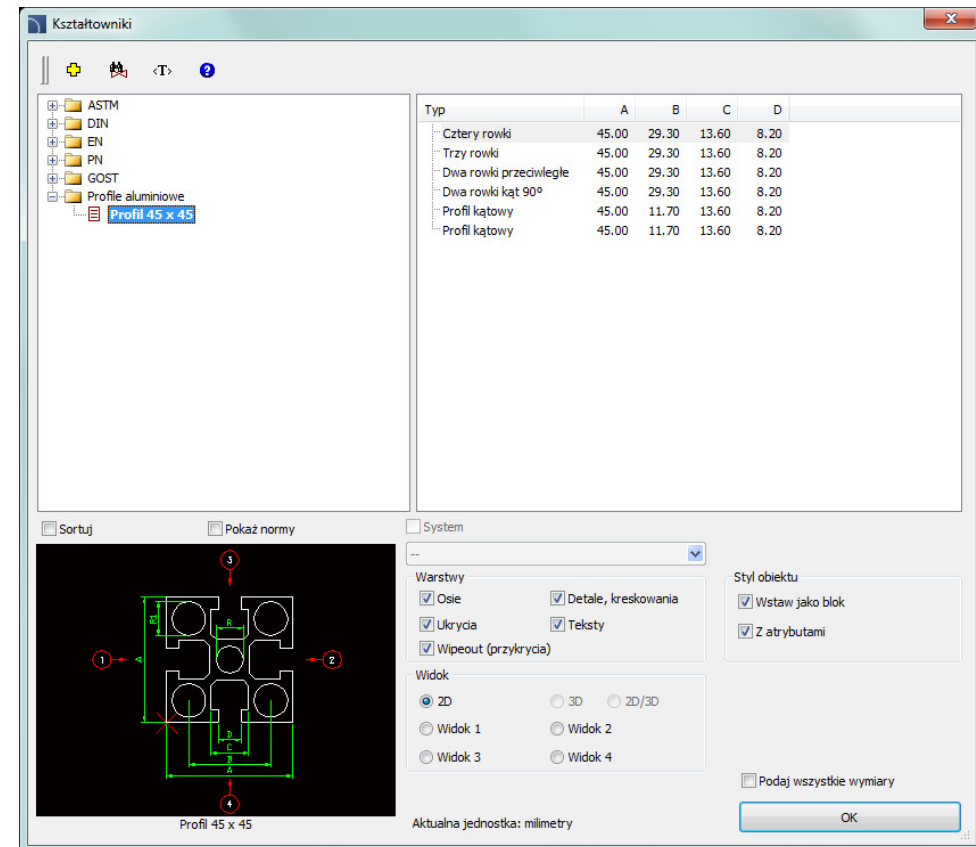 Kształtowniki
<T>
ASTM
DIN
EN
PN
GOST
Profile aluminiowe
Profil 45 x 45
Typ A B C D
Cztery rowki 45.00 29.30 13.60 8.20
Trzy rowki 45.00 29.30 13.60 8.20
Dwa rowki przeciwległe 45.00 29.30 13.60 8.20
Dwa rowki kąt 90º 45.00 29.30 13.60 8.20
Profil kątowy 45.00 11.70 13.60 8.20
Profil kątowy 45.00 11.70 13.60 8.20
Sortuj Pokaż normy
3
R1
R
A
1
2
D
C
B
A
4
Profil 45 x 45
System
--
Warstwy
Osie Detale, kreskowania
Ukrycia Teksty
Wipeout (przykrycia)
Widok
2D 3D 2D/3D
Widok 1 Widok 2
Widok 3 Widok 4
Aktualna jednostka: milimetry
Styl obiektu
Wstaw jako blok
Z atrybutami
Podaj wszystkie wymiary
OK